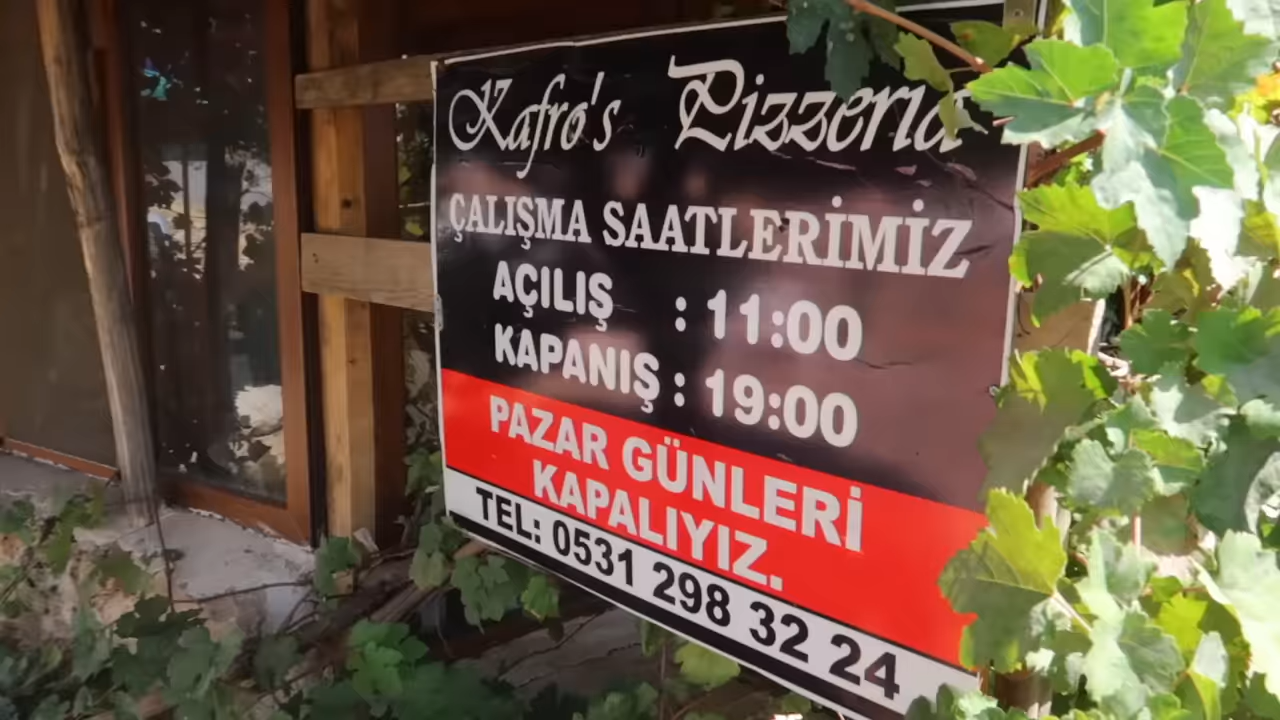 Kafro's Pizzeria
ÇALIŞMA SAATLERİMİZ
AÇILIŞ : 11:00
KAPANIŞ : 19:00
PAZAR GÜNLERİ
KAPALIYIZ.
TEL: 0531 298 32 24